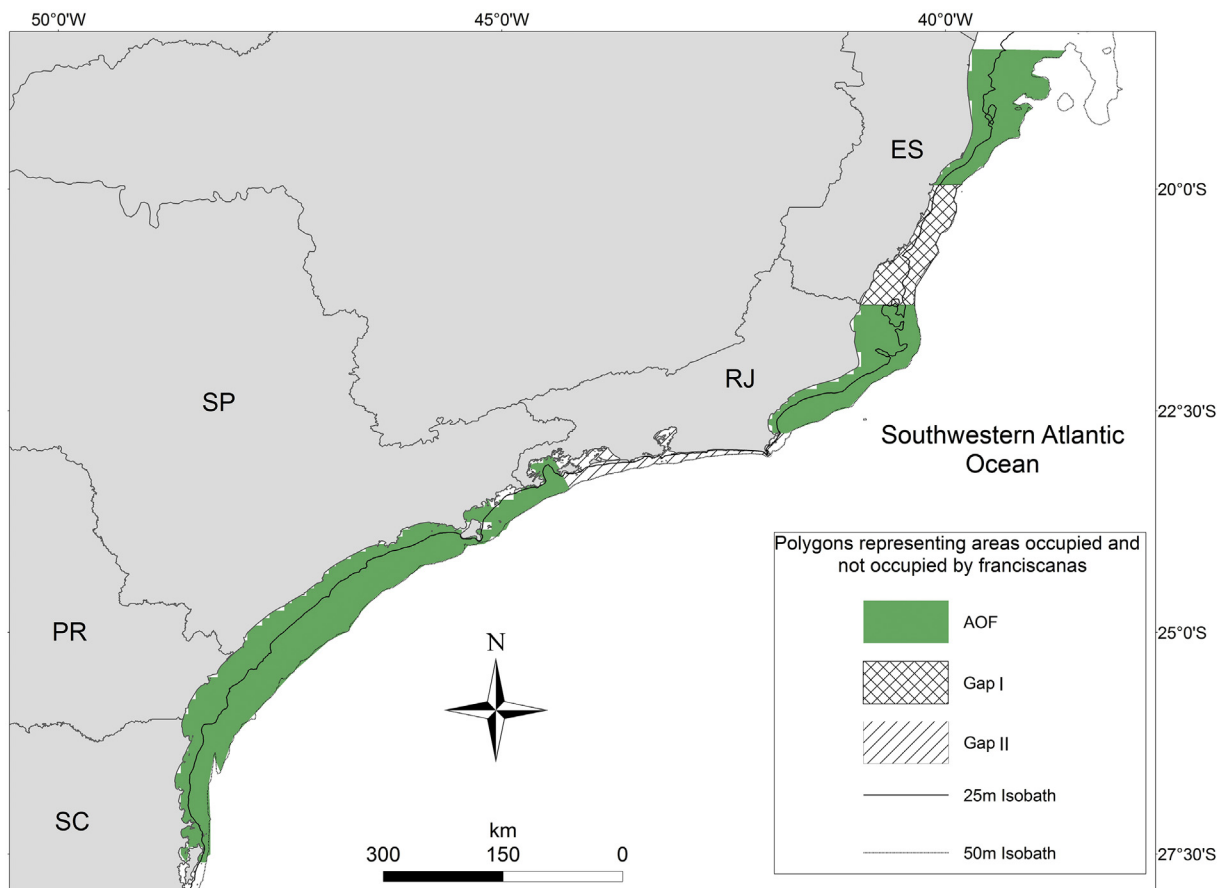 50°0'W 45°0'W 40°0'W
ES
20°0'S
RJ
SP
22°30'S
Southwestern Atlantic
Ocean
Polygons representing areas occupied and
not occupied by franciscanas
AOF
PR
25°0'S
N
Gap I
Gap II
25m Isobath
SC
km
300 150 0
50m Isobath
27°30'S